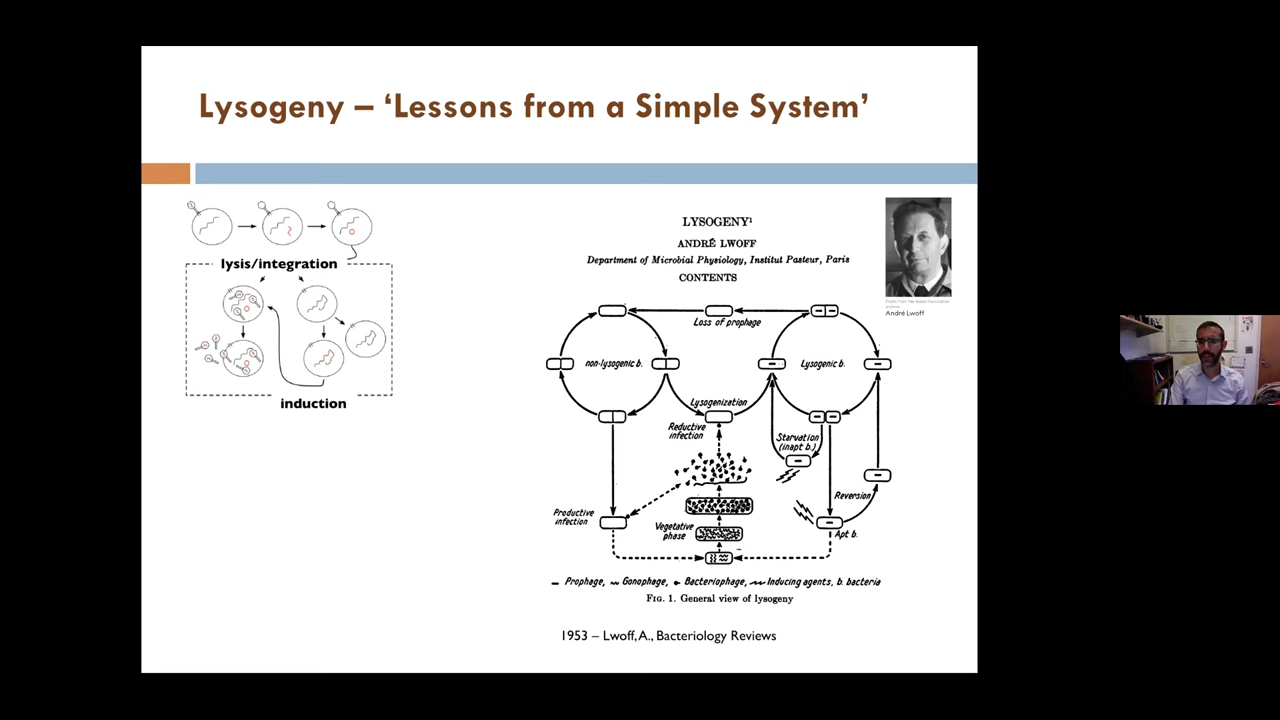 Lysogeny – ‘Lessons from a Simple System’
lysis/integration
induction
LYSOGENY¹
ANDRÉ LWOFF
Department of Microbial Physiology, Institut Pasteur, Paris
CONTENTS
André Lwoff
Loss of prophage
non-lysogenic b.
Lysogenic b.
Lysogenization
Reductive
infection
Starvation
(inapt b.)
Reversion
Productive
infection
Vegetative
phase
Apt b.
Prophage, Gonophage, Bacteriophage, Inducing agents, b. bacteria
FIG. 1. General view of lysogeny
1953 – Lwoff, A., Bacteriology Reviews